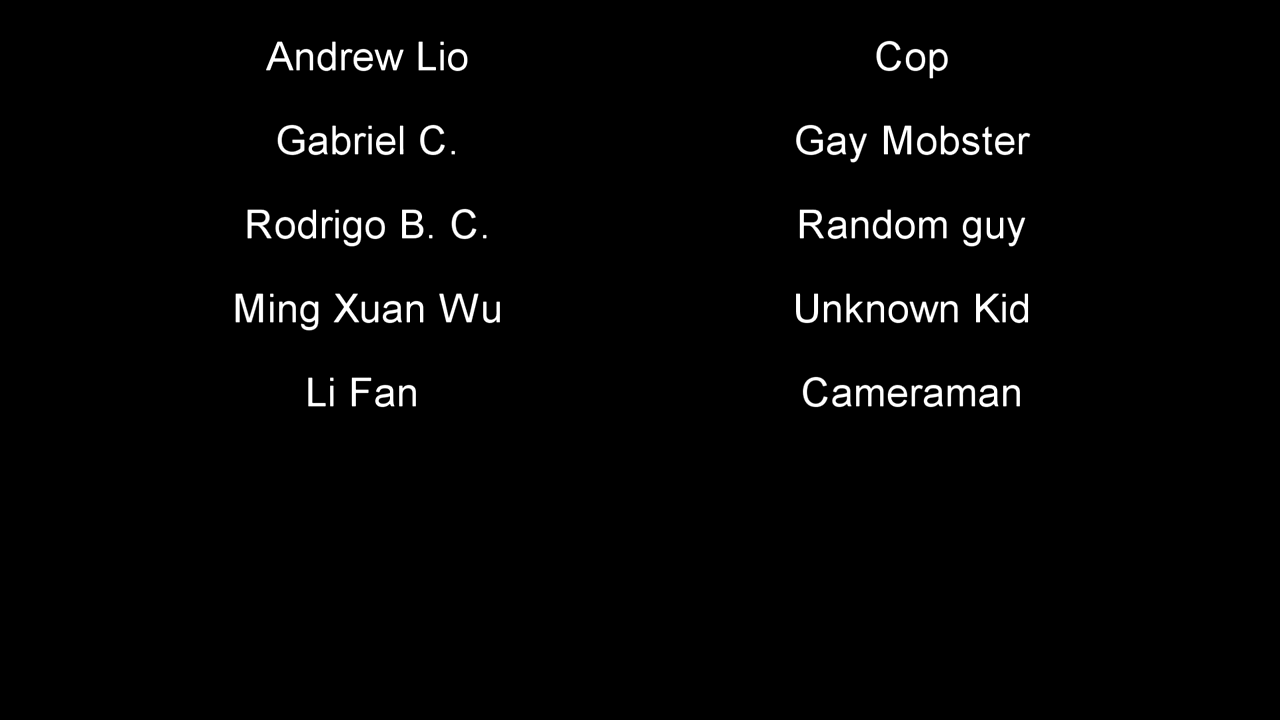 Andrew Lio Cop
Gabriel C. Gay Mobster
Rodrigo B. C. Random guy
Ming Xuan Wu Unknown Kid
Li Fan Cameraman